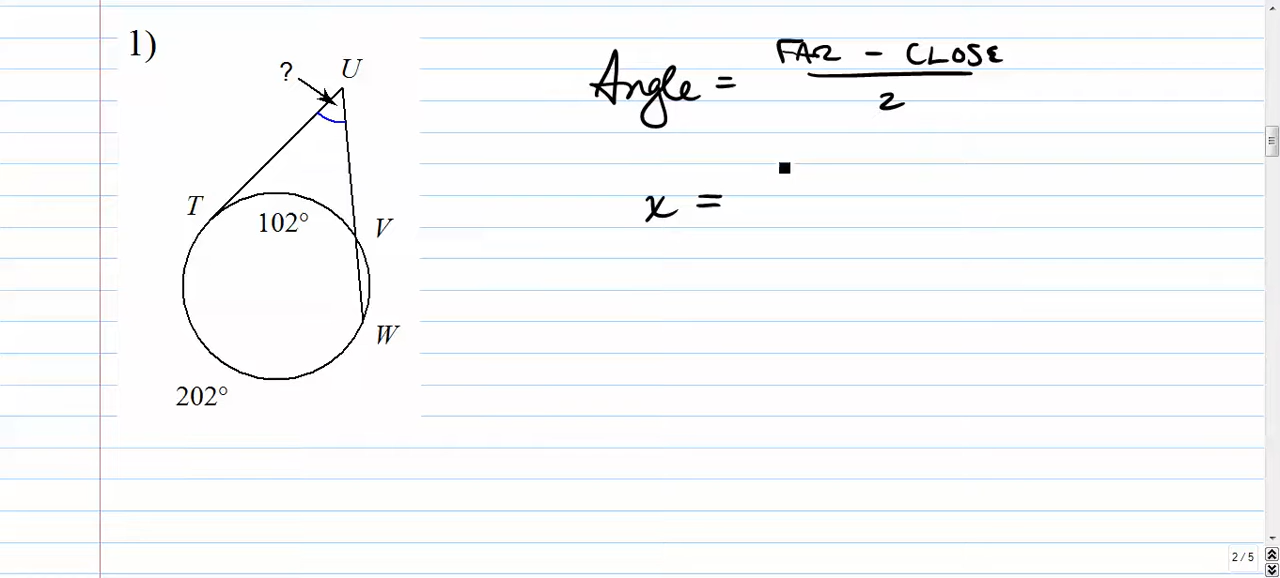 1)
?
U
T
102°
V
W
202°
Angle = FAR - CLOSE
2
x =
2 / 5